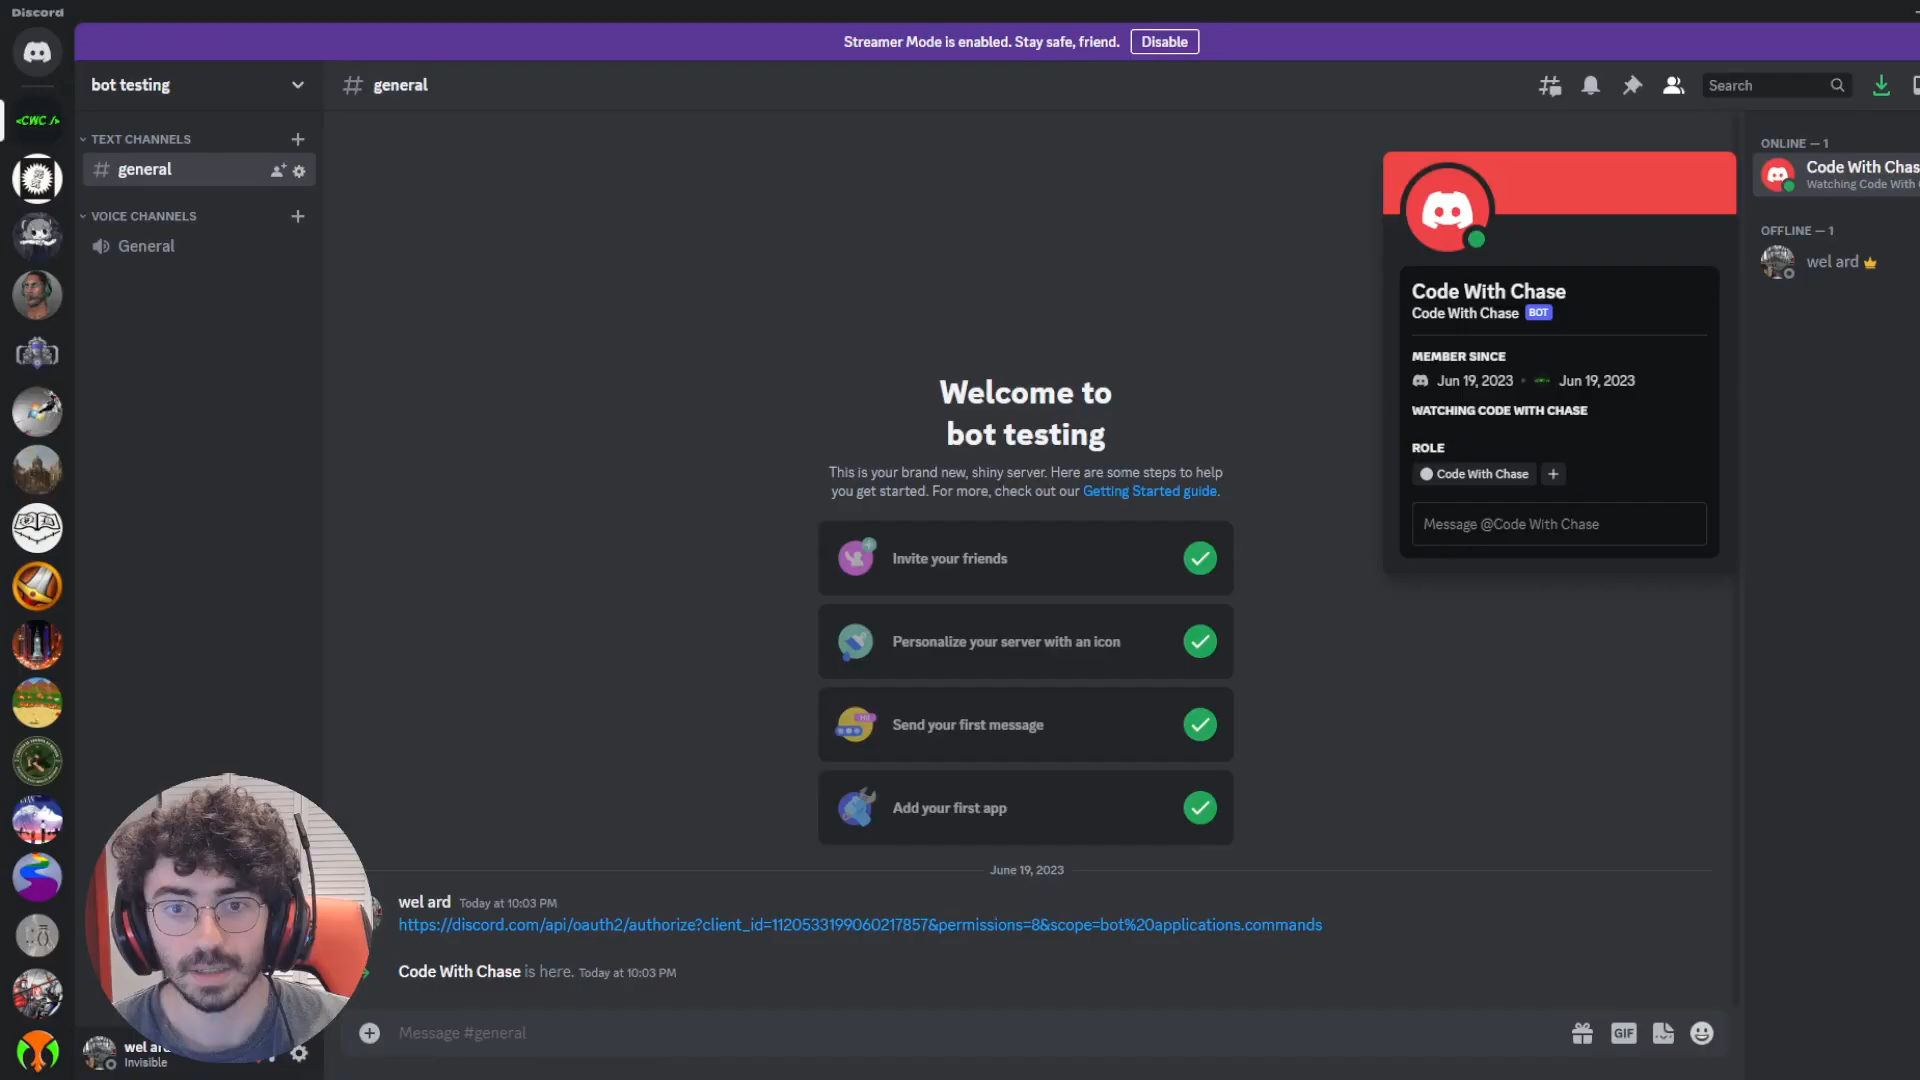 Discord
Streamer Mode is enabled. Stay safe, friend.
Disable
bot testing
general
Search
<CWC />
TEXT CHANNELS
general
VOICE CHANNELS
General
ONLINE — 1
Code With Chas
Watching Code With
OFFLINE — 1
wel ard
Code With Chase
Code With Chase BOT
MEMBER SINCE
Jun 19, 2023 • Jun 19, 2023
WATCHING CODE WITH CHASE
ROLE
Code With Chase
Message @Code With Chase
Welcome to
bot testing
This is your brand new, shiny server. Here are some steps to help
you get started. For more, check out our Getting Started guide.
Invite your friends
Personalize your server with an icon
Send your first message
Add your first app
June 19, 2023
wel ard Today at 10:03 PM
https://discord.com/api/oauth2/authorize?client_id=1120533199060217857&permissions=8&scope=bot%20applications.commands
Code With Chase is here. Today at 10:03 PM
Message #general
GIF
wel ard
Invisible